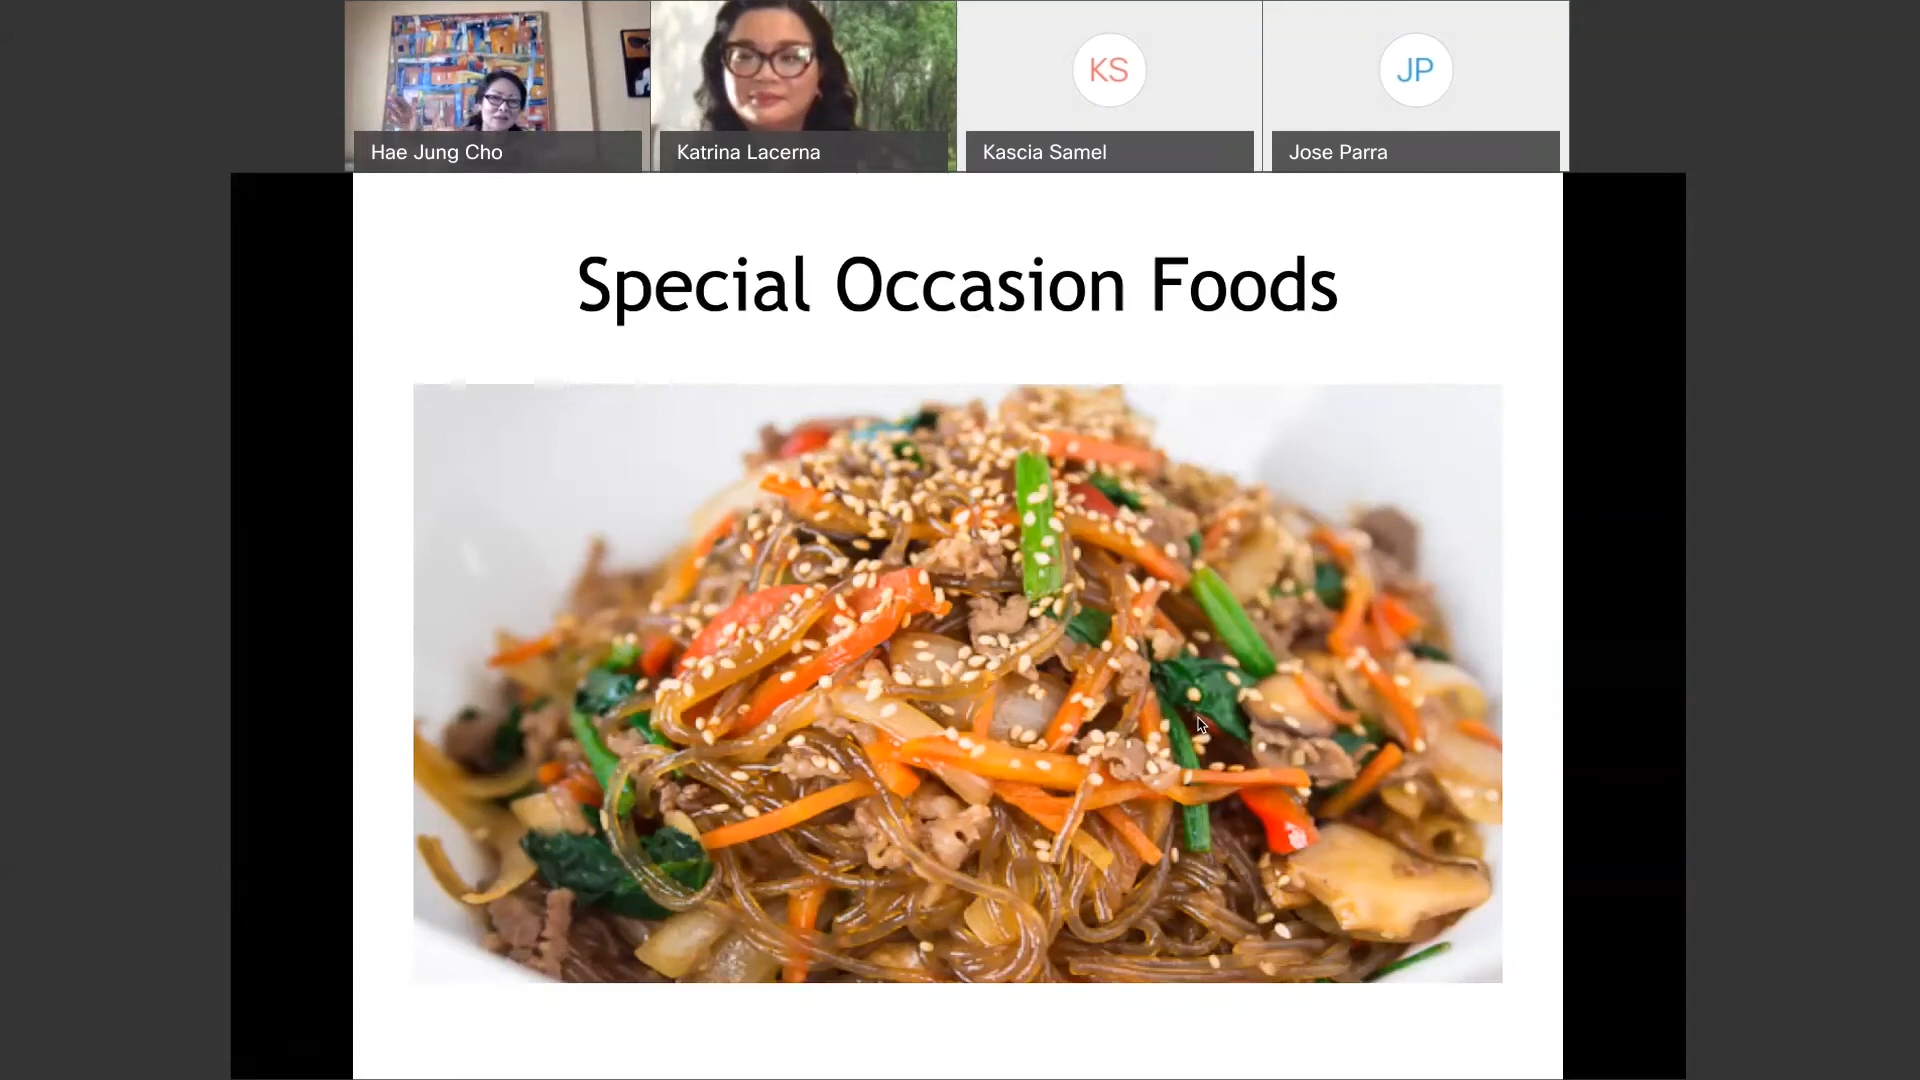 KS
JP
Hae Jung Cho
Katrina Lacerna
Kascia Samel
Jose Parra
Special Occasion Foods